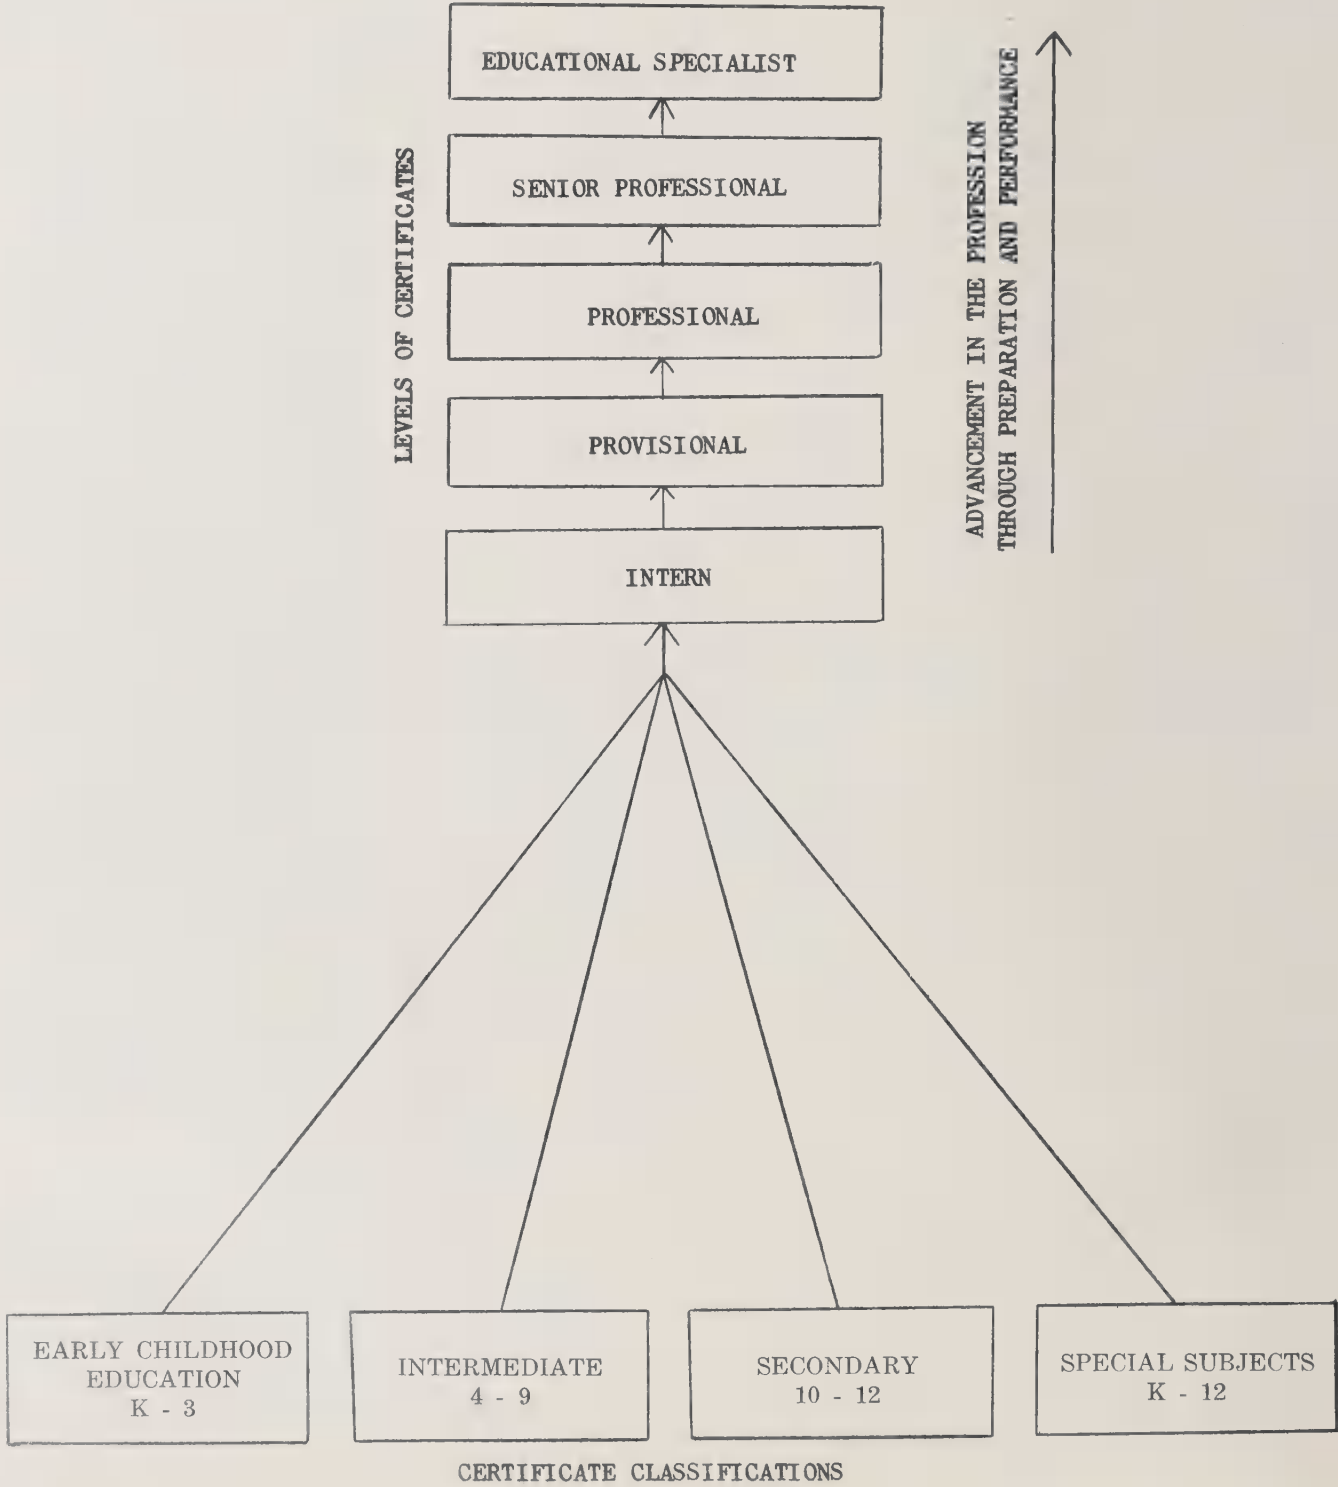 EDUCATIONAL SPECIALIST
SENIOR PROFESSIONAL
PROFESSIONAL
PROVISIONAL
INTERN
LEVELS OF CERTIFICATES
ADVANCEMENT IN THE PROFESSION
THROUGH PREPARATION AND PERFORMANCE
EARLY CHILDHOOD
EDUCATION
K - 3
INTERMEDIATE
4 - 9
SECONDARY
10 - 12
SPECIAL SUBJECTS
K - 12
CERTIFICATE CLASSIFICATIONS